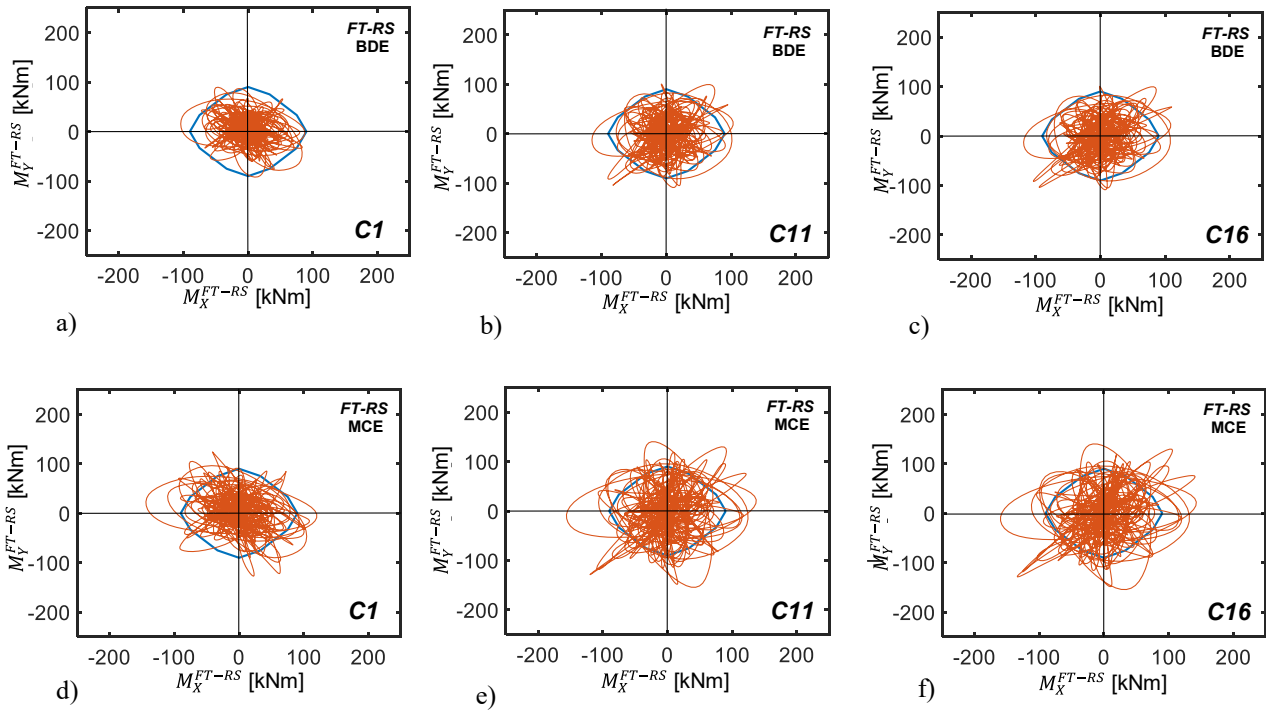 200
100
0
-100
-200
M_Y^{FT-RS} [kNm]
FT-RS
BDE
C1
-200 -100 0 100 200
M_X^{FT-RS} [kNm]
a)
200
100
0
-100
-200
M_Y^{FT-RS} [kNm]
FT-RS
BDE
C11
-200 -100 0 100 200
M_X^{FT-RS} [kNm]
b)
200
100
0
-100
-200
M_Y^{FT-RS} [kNm]
FT-RS
BDE
C16
-200 -100 0 100 200
M_X^{FT-RS} [kNm]
c)
200
100
0
-100
-200
M_Y^{FT-RS} [kNm]
FT-RS
MCE
C1
-200 -100 0 100 200
M_X^{FT-RS} [kNm]
d)
200
100
0
-100
-200
M_Y^{FT-RS} [kNm]
FT-RS
MCE
C11
-200 -100 0 100 200
M_X^{FT-RS} [kNm]
e)
200
100
0
-100
-200
M_Y^{FT-RS} [kNm]
FT-RS
MCE
C16
-200 -100 0 100 200
M_X^{FT-RS} [kNm]
f)